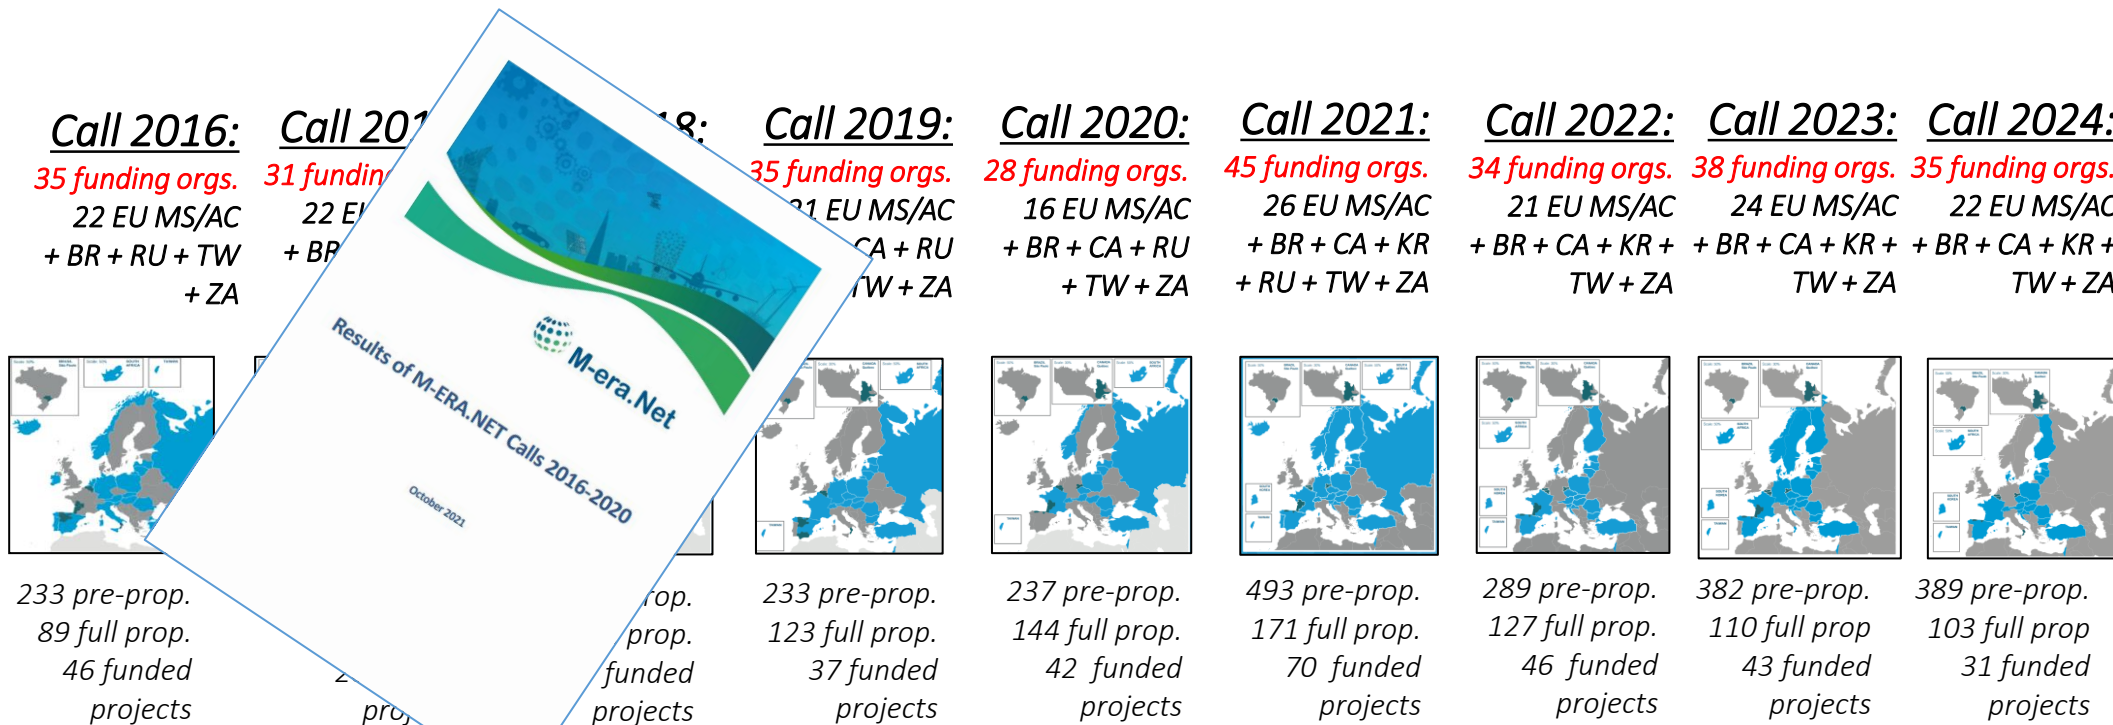 Call 2016:
35 funding orgs.
22 EU MS/AC
+ BR + RU + TW
+ ZA
233 pre-prop.
89 full prop.
46 funded
projects
Call 201
31 funding
22 EU
+ BR
18:
prop.
funded
projects
M-era.Net
Results of M-ERA.NET Calls 2016-2020
October 2021
Call 2019:
35 funding orgs.
EU MS/AC
CA + RU
TW + ZA
233 pre-prop.
123 full prop.
37 funded
projects
Call 2020:
28 funding orgs.
16 EU MS/AC
+ BR + CA + RU
+ TW + ZA
237 pre-prop.
144 full prop.
42 funded
projects
Call 2021:
45 funding orgs.
26 EU MS/AC
+ BR + CA + KR
+ RU + TW + ZA
493 pre-prop.
171 full prop.
70 funded
projects
Call 2022:
34 funding orgs.
21 EU MS/AC
+ BR + CA + KR +
TW + ZA
289 pre-prop.
127 full prop.
46 funded
projects
Call 2023:
38 funding orgs.
24 EU MS/AC
+ BR + CA + KR +
TW + ZA
382 pre-prop.
110 full prop
43 funded
projects
Call 2024:
35 funding orgs.
22 EU MS/AC
+ BR + CA + KR +
TW + ZA
389 pre-prop.
103 full prop
31 funded
projects